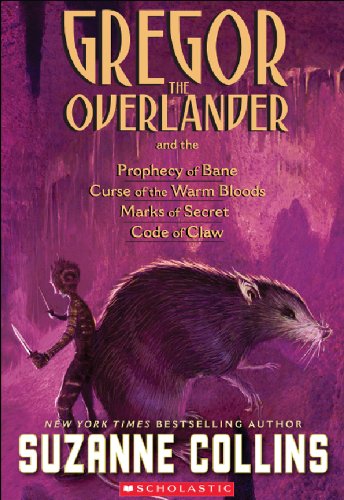 GREGOR
THE
OVERLANDER
and the
Prophecy of Bane
Curse of the Warm Bloods
Marks of Secret
Code of Claw
NEW YORK TIMES BESTSELLING AUTHOR
SUZANNE COLLINS
SCHOLASTIC